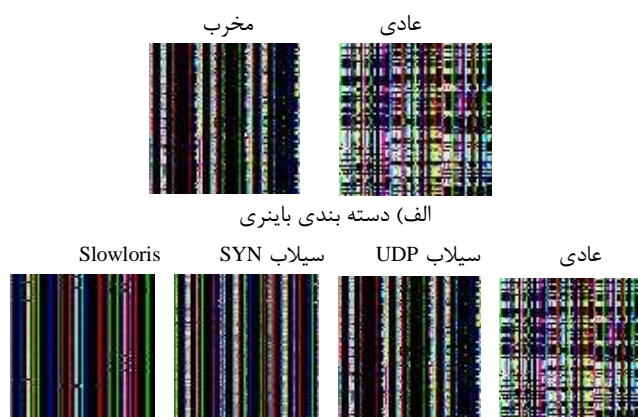 عادی مخرب
الف) دسته بندی باینری
عادی سیلاب UDP سیلاب SYN Slowloris